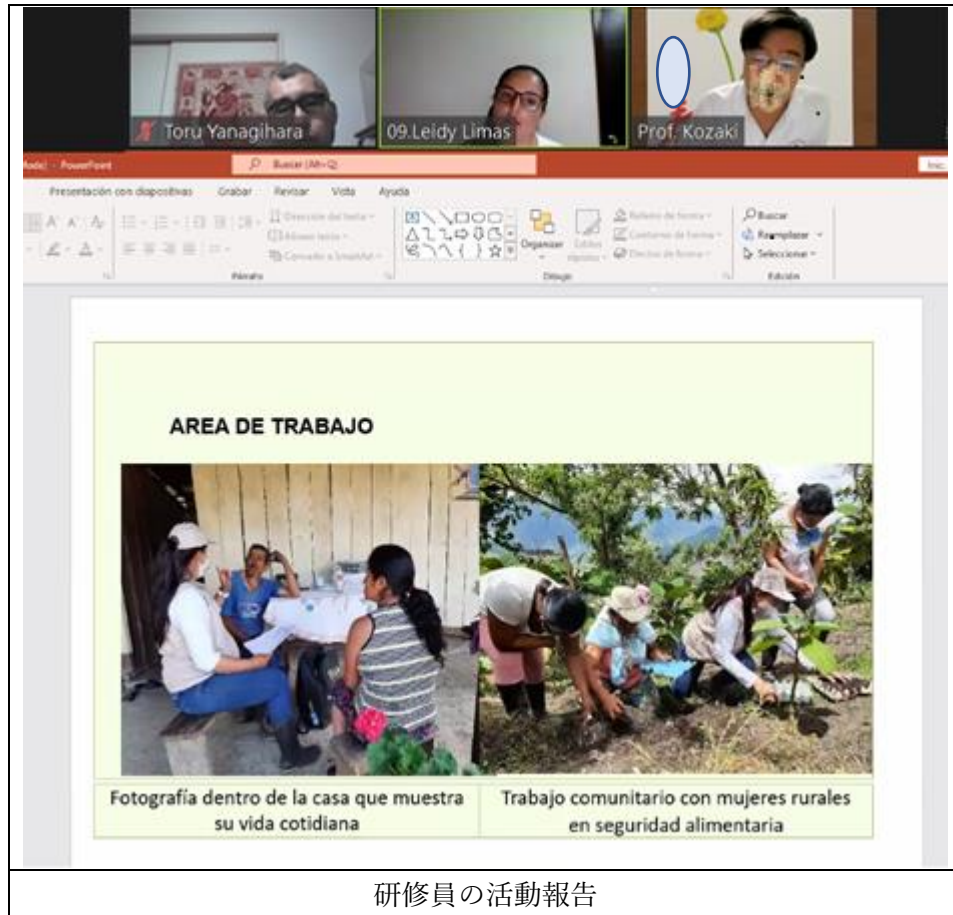 Toru Yanagihara
09.Leidy Limas
Prof. Kozaki
PowerPoint
Buscar (Alt+Q)
Inic.
Presentación con diapositivas Grabar Revisar Vista Ayuda
Organizar
Buscar
Reemplazar
Seleccionar
Párrafo
Dibujo
Edición
AREA DE TRABAJO
Fotografía dentro de la casa que muestra
su vida cotidiana
Trabajo comunitario con mujeres rurales
en seguridad alimentaria
研修員の活動報告